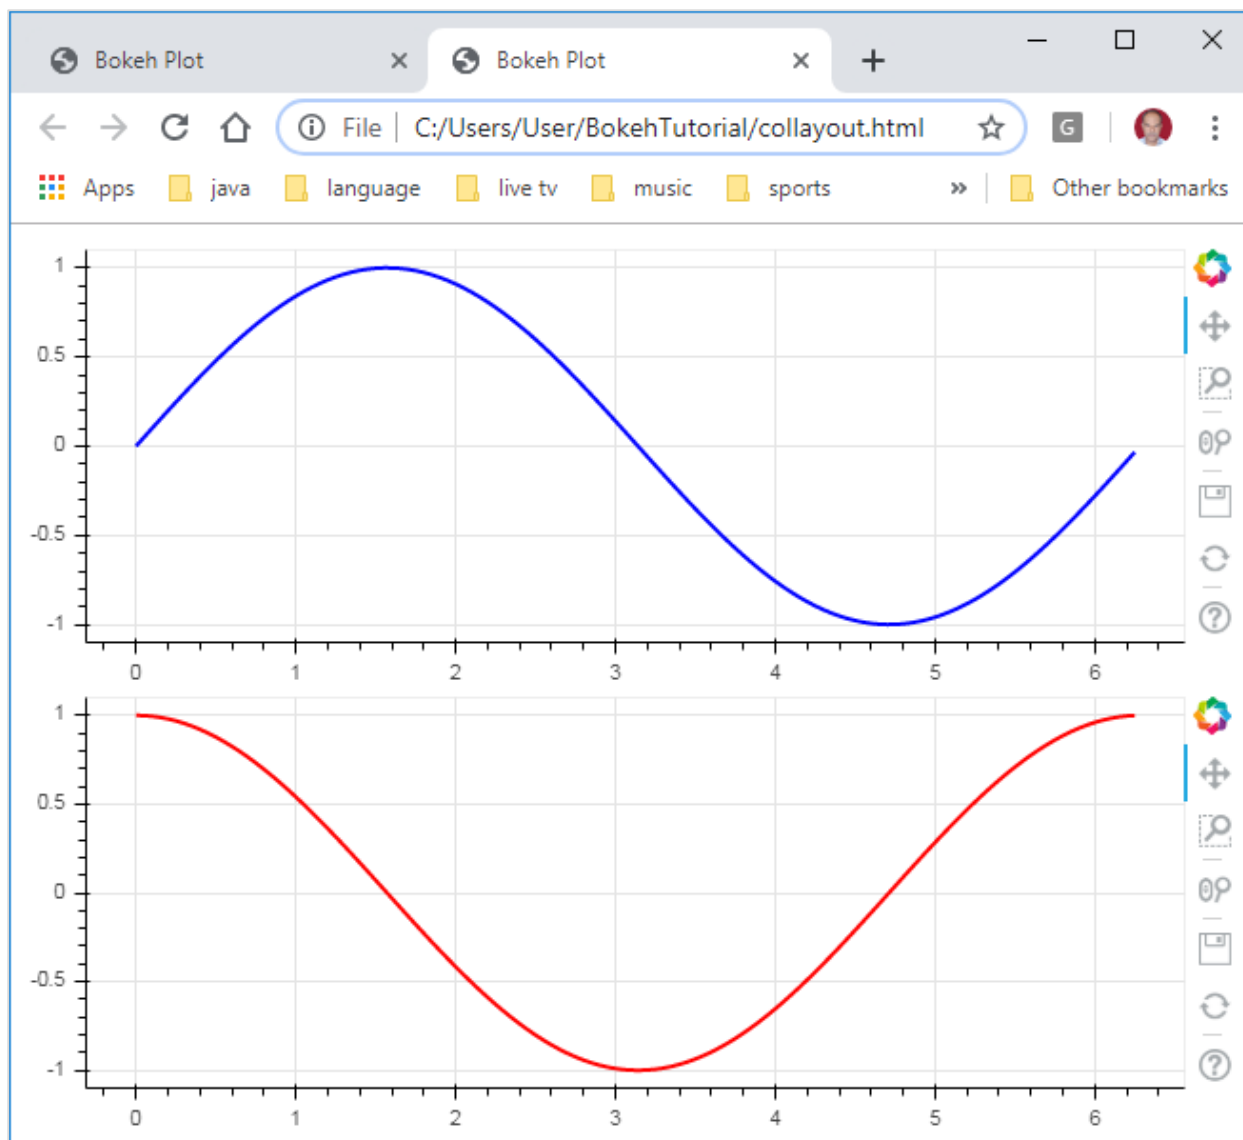 Bokeh Plot Bokeh Plot
File C:/Users/User/BokehTutorial/collayout.html G
Apps java language live tv music sports » Other bookmarks
1
0.5
0
-0.5
-1
0 1 2 3 4 5 6
1
0.5
0
-0.5
-1
0 1 2 3 4 5 6